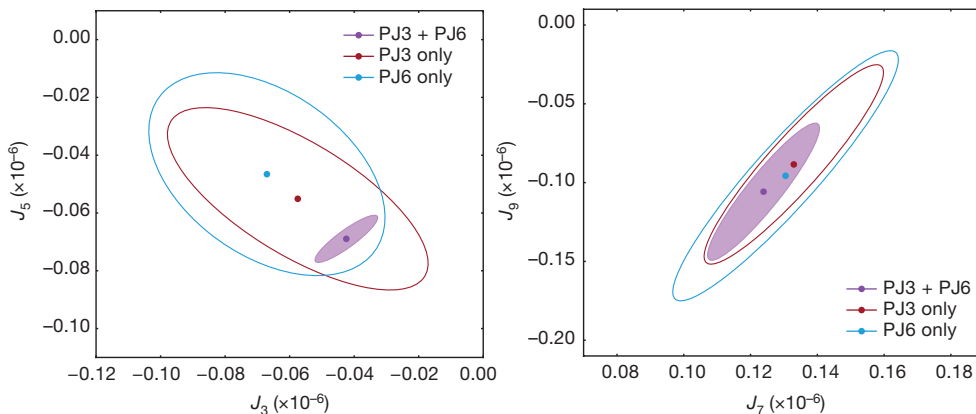 0.00
−0.02
−0.04
−0.06
−0.08
−0.10
J5 (×10−6)
PJ3 + PJ6
PJ3 only
PJ6 only
−0.12 −0.10 −0.08 −0.06 −0.04 −0.02 0.00
J3 (×10−6)
−0.00
−0.05
−0.10
−0.15
−0.20
J9 (×10−6)
PJ3 + PJ6
PJ3 only
PJ6 only
0.08 0.10 0.12 0.14 0.16 0.18
J7 (×10−6)